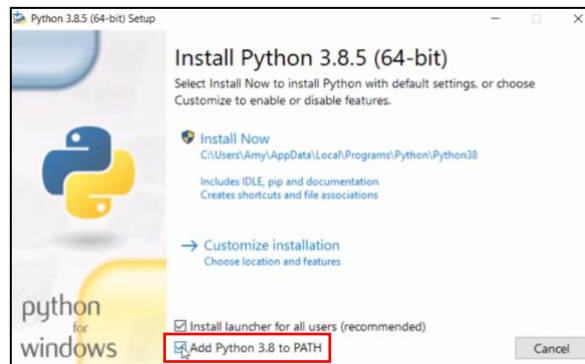 Python 3.8.5 (64-bit) Setup
Install Python 3.8.5 (64-bit)
Select Install Now to install Python with default settings, or choose
Customize to enable or disable features.
Install Now
C:\Users\Amy\AppData\Local\Programs\Python\Python38
Includes IDLE, pip and documentation
Creates shortcuts and file associations
Customize installation
Choose location and features
python
for
windows
Install launcher for all users (recommended)
Add Python 3.8 to PATH
Cancel